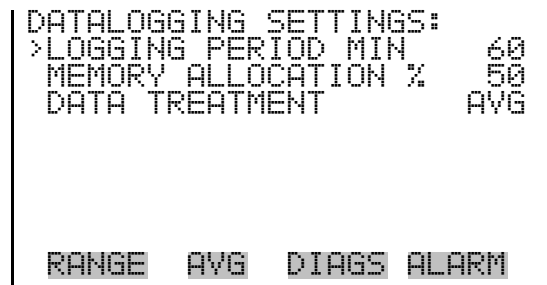 DATALOGGING SETTINGS:
>LOGGING PERIOD MIN 60
MEMORY ALLOCATION % 50
DATA TREATMENT AVG
RANGE AVG DIAGS ALARM